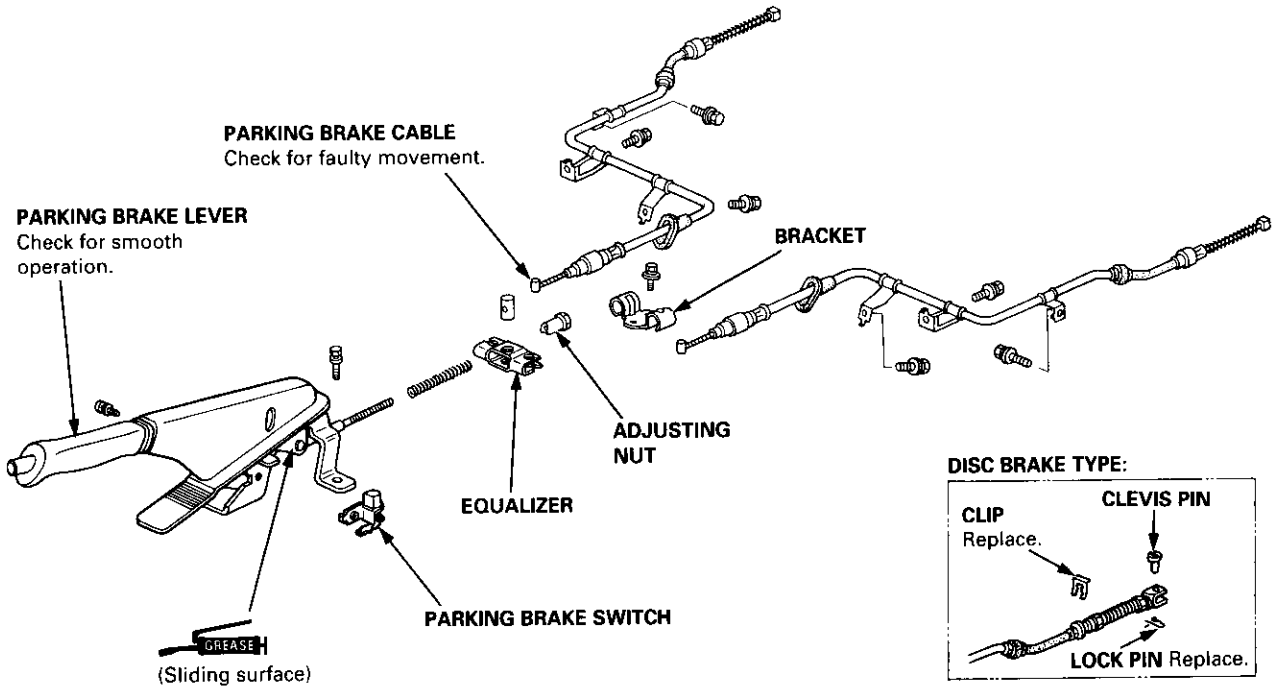 PARKING BRAKE CABLE
Check for faulty movement.
PARKING BRAKE LEVER
Check for smooth
operation.
BRACKET
ADJUSTING
NUT
EQUALIZER
PARKING BRAKE SWITCH
GREASE
(Sliding surface)
DISC BRAKE TYPE:
CLEVIS PIN
CLIP
Replace.
LOCK PIN Replace.